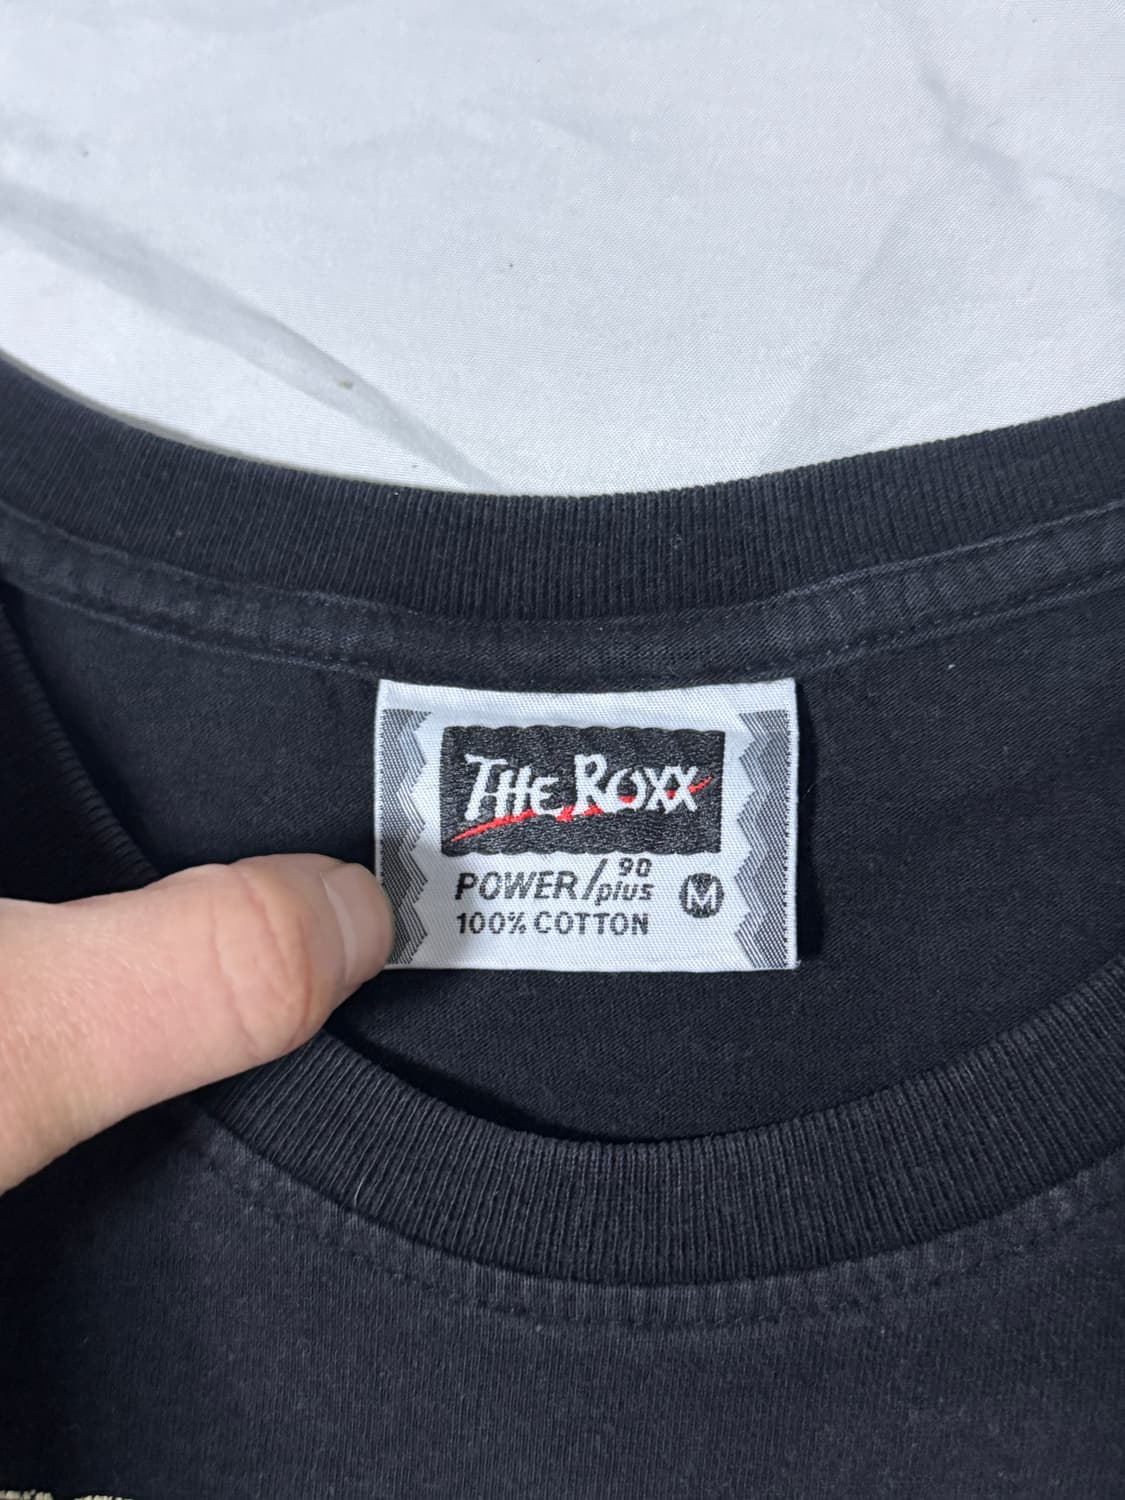 THE ROXX
POWER/90 plus M
100% COTTON